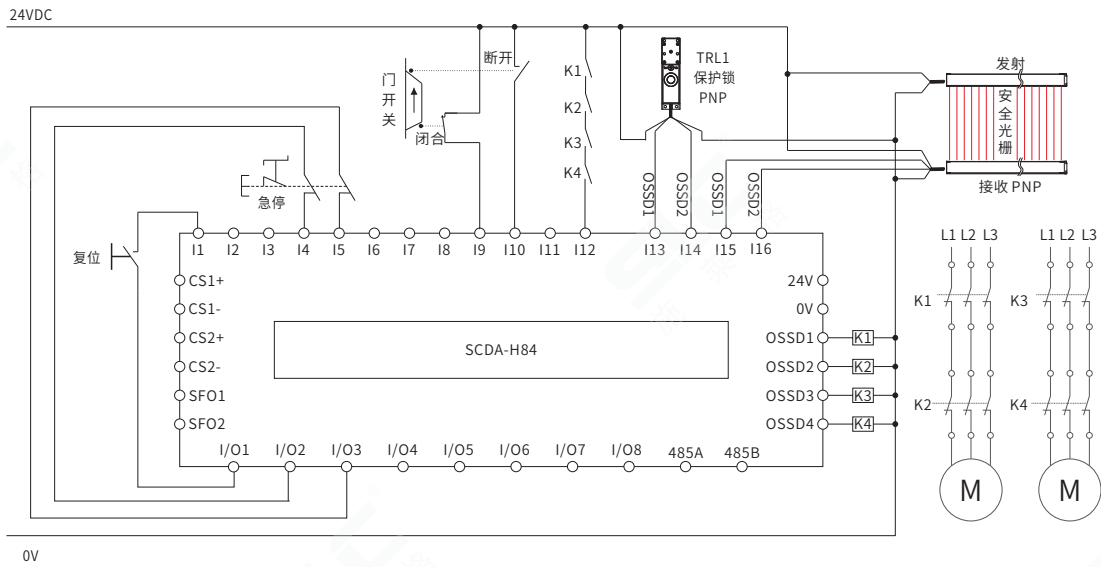 24VDC
断开
门开关
闭合
K1
K2
K3
K4
TRL1
保护锁
PNP
发射
安全光栅
接收 PNP
OSSD1
OSSD2
OSSD1
OSSD2
急停
复位
I1 I2 I3 I4 I5 I6 I7 I8 I9 I10 I11 I12 I13 I14 I15 I16
CS1+
CS1-
CS2+
CS2-
SFO1
SFO2
SCDA-H84
24V
0V
OSSD1 K1
OSSD2 K2
OSSD3 K3
OSSD4 K4
I/O1 I/O2 I/O3 I/O4 I/O5 I/O6 I/O7 I/O8 485A 485B
L1 L2 L3
K1
K2
M
L1 L2 L3
K3
K4
M
0V